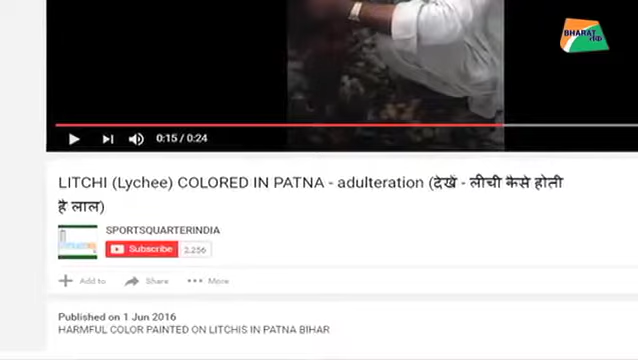 BHARAT
तक
0:15 / 0:24
LITCHI (Lychee) COLORED IN PATNA - adulteration (देखें - लीची कैसे होती
है लाल)
SPORTSQUARTERINDIA
Subscribe 2,256
Add to Share More
Published on 1 Jun 2016
HARMFUL COLOR PAINTED ON LITCHIS IN PATNA BIHAR